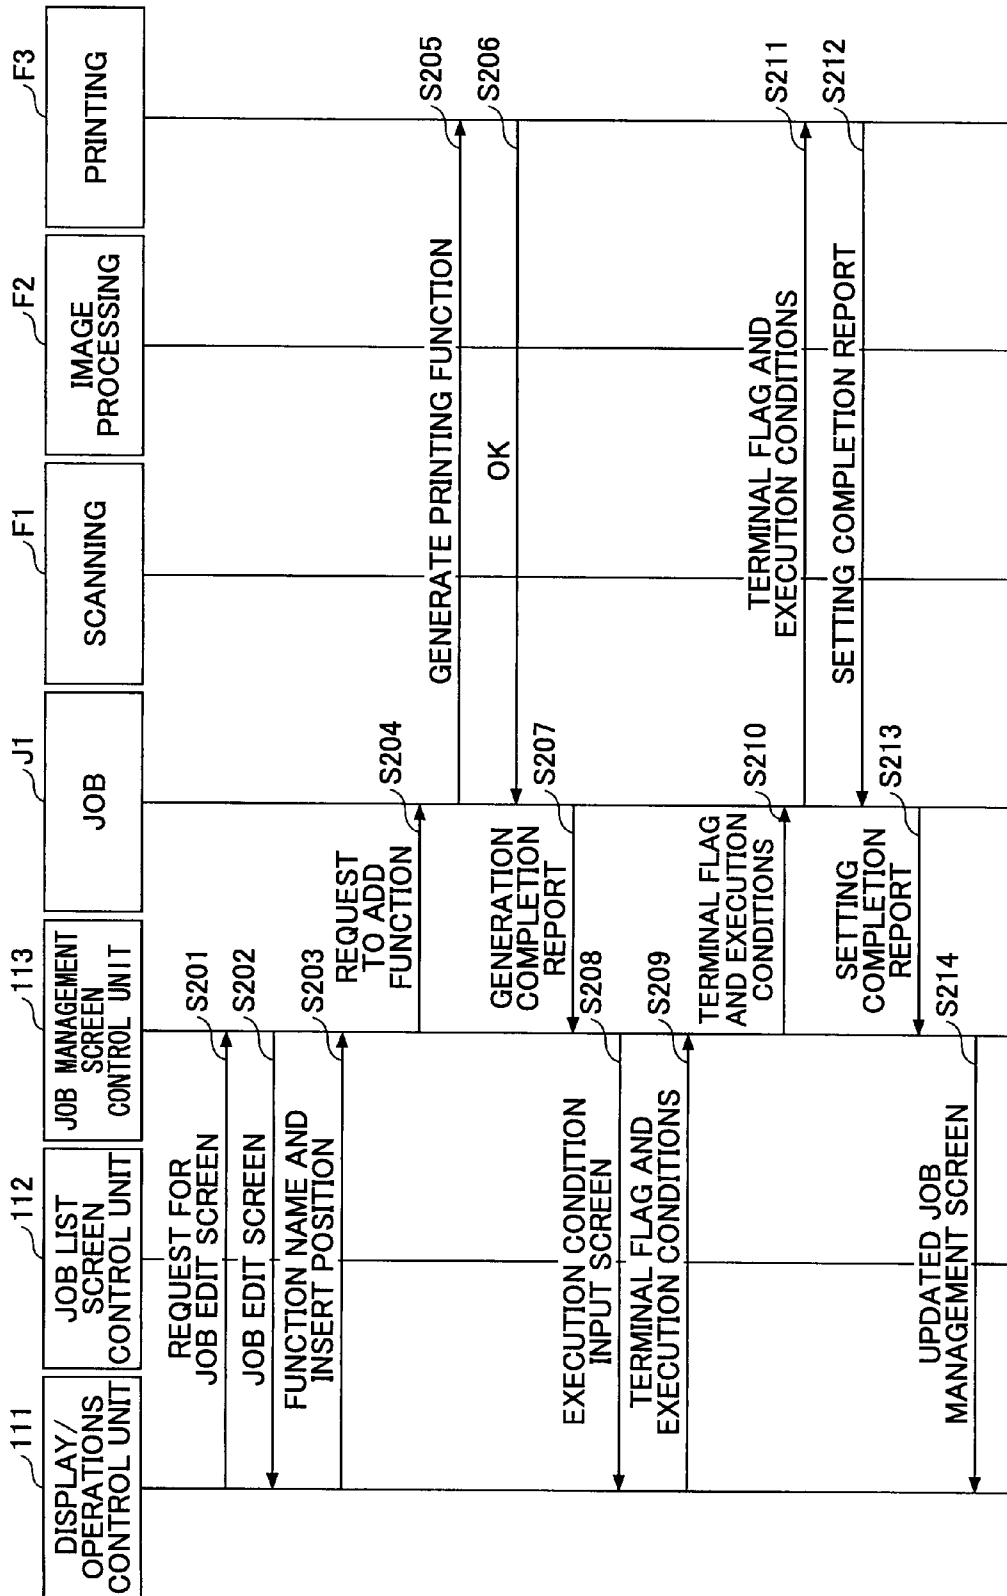 111
DISPLAY/
OPERATIONS
CONTROL UNIT
112
JOB LIST
SCREEN
CONTROL UNIT
113
JOB MANAGEMENT
SCREEN
CONTROL UNIT
J1
JOB
F1
SCANNING
F2
IMAGE
PROCESSING
F3
PRINTING
REQUEST FOR
JOB EDIT SCREEN
S201
JOB EDIT SCREEN
S202
FUNCTION NAME AND
INSERT POSITION
S203
REQUEST
TO ADD
FUNCTION
S204
GENERATE PRINTING FUNCTION
S205
OK
S206
GENERATION
COMPLETION
REPORT
S207
EXECUTION CONDITION
INPUT SCREEN
S208
TERMINAL FLAG AND
EXECUTION CONDITIONS
S209
TERMINAL FLAG
AND EXECUTION
CONDITIONS
S210
TERMINAL FLAG AND
EXECUTION CONDITIONS
S211
SETTING COMPLETION REPORT
S212
SETTING
COMPLETION
REPORT
S213
UPDATED JOB
MANAGEMENT SCREEN
S214